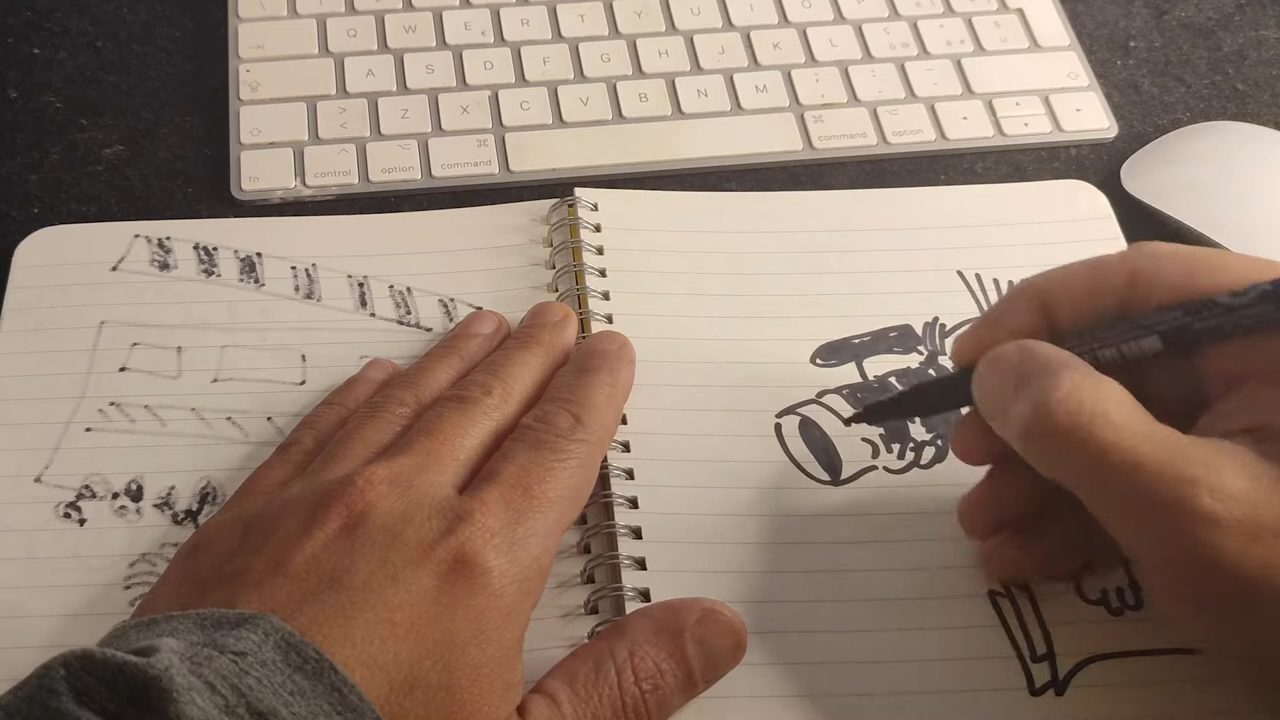 Q W E € R T Y U I O P
A S D F G H J K L ç
> < Z X C V B N M ; , : . _ -
fn control option command command option